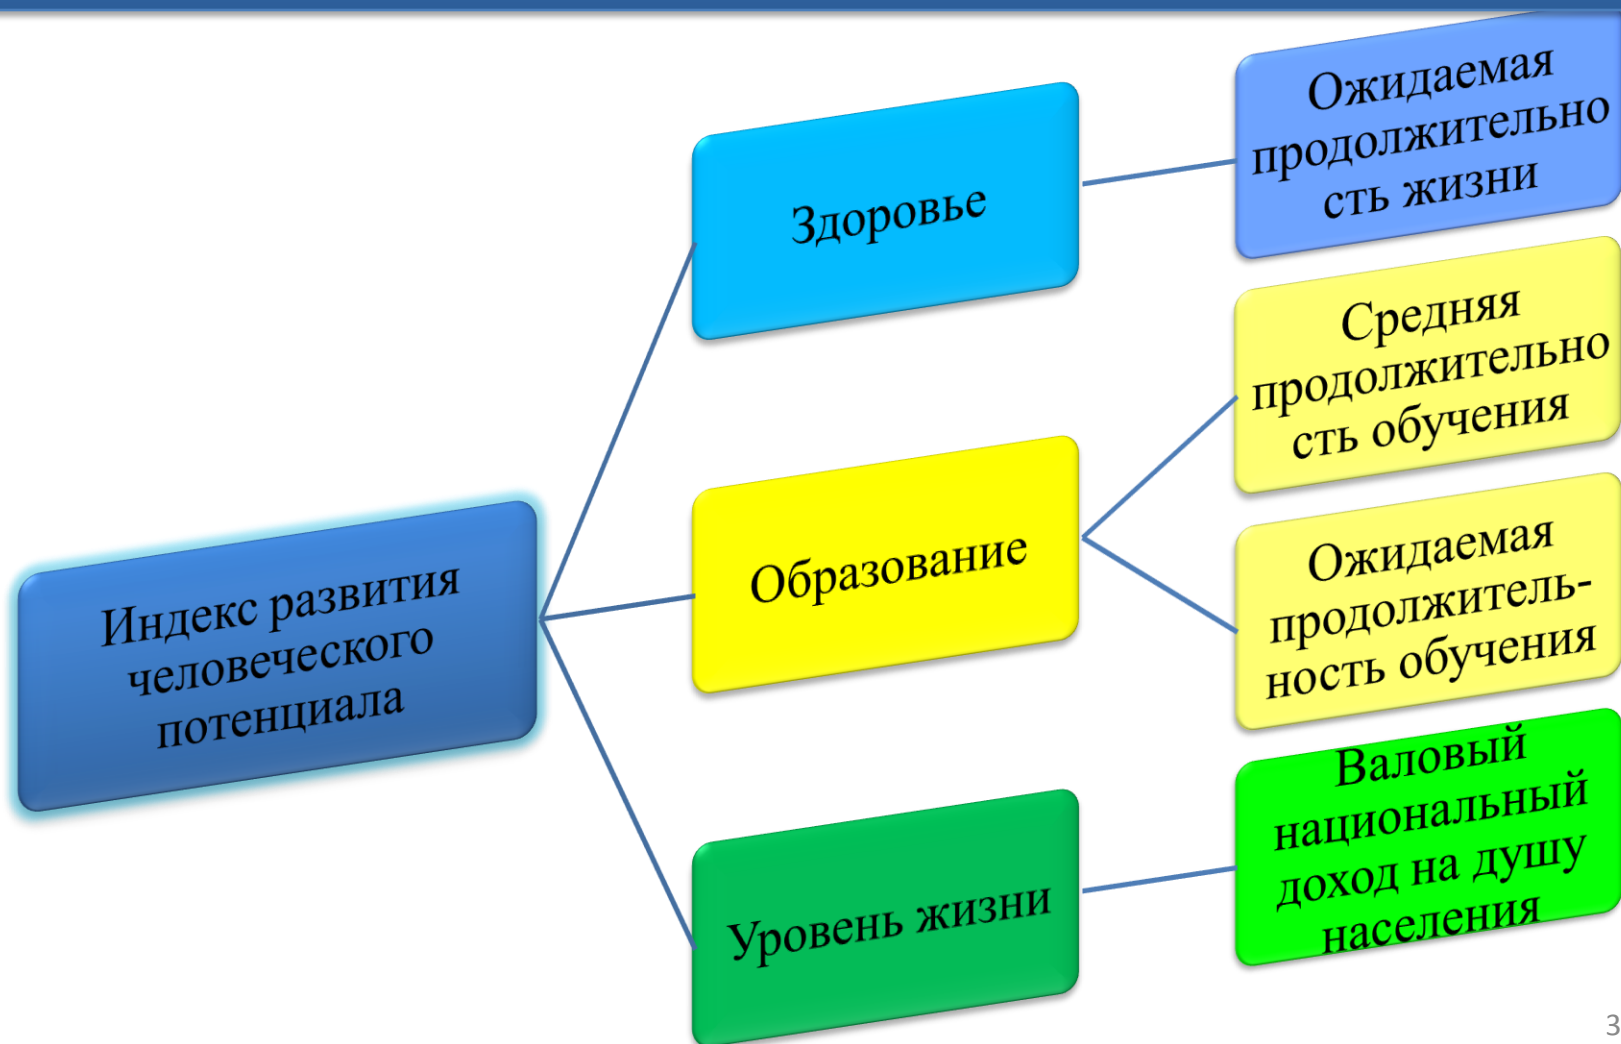 Индекс развития
человеческого
потенциала
Здоровье
Ожидаемая
продолжительно
сть жизни
Образование
Средняя
продолжительно
сть обучения
Ожидаемая
продолжитель-
ность обучения
Уровень жизни
Валовый
национальный
доход на душу
населения
3